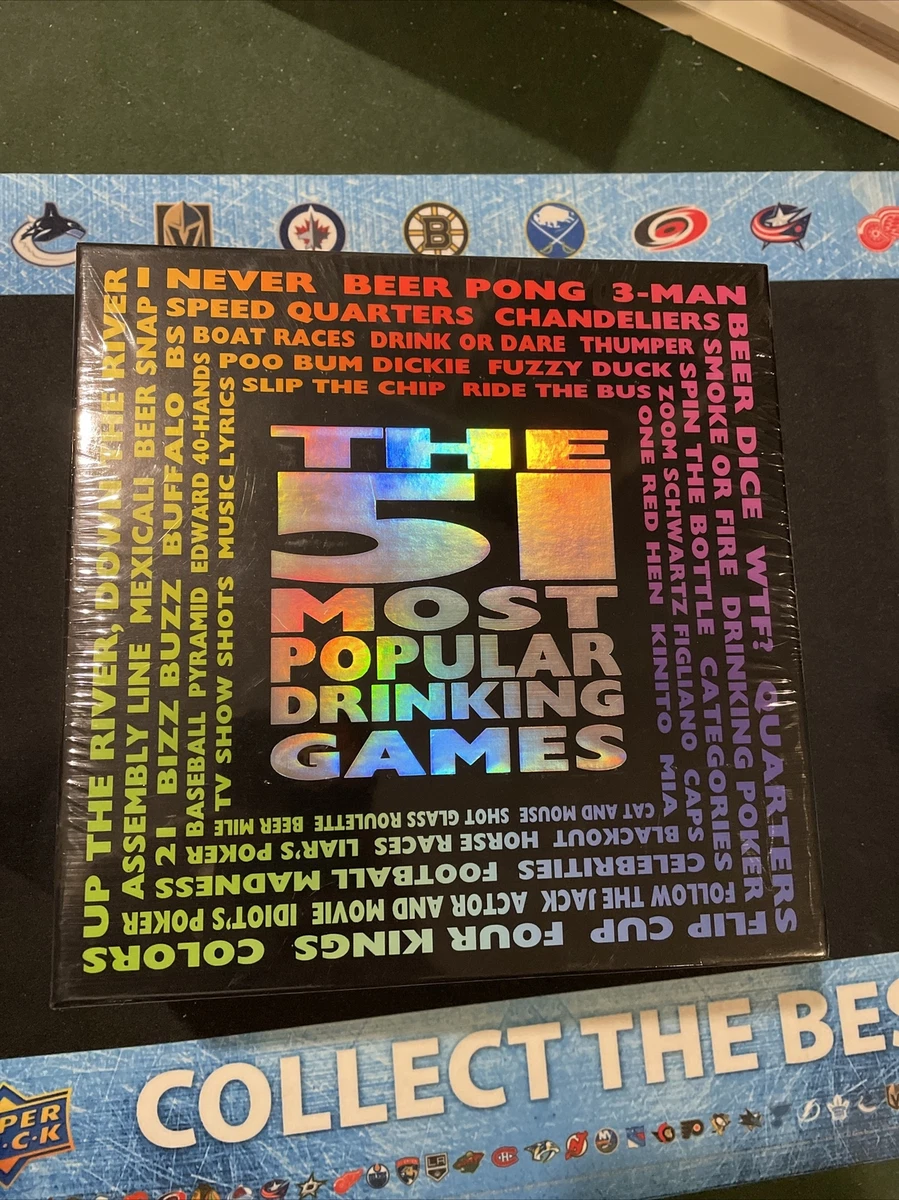 I NEVER BEER PONG 3-MAN
SPEED QUARTERS CHANDELIERS
BOAT RACES DRINK OR DARE THUMPER
POO BUM DICKIE FUZZY DUCK
SLIP THE CHIP RIDE THE BUS
BEER DICE WTF? QUARTERS
SMOKE OR FIRE DRINKING POKER
SPIN THE BOTTLE CATEGORIES
ZOOM SCHWARTZ FIGLIANO CAPS
ONE RED HEN KINITO MIA
THE
51
MOST
POPULAR
DRINKING
GAMES
FLIP CUP FOUR KINGS COLORS
FOLLOW THE JACK ACTOR AND MOVIE IDIOT'S POKER
CELEBRITIES FOOTBALL MADNESS
BLACKOUT HORSE RACES LIAR'S POKER
CAT AND MOUSE SHOT GLASS ROULETTE BEER MILE
UP THE RIVER, DOWN THE RIVER
ASSEMBLY LINE MEXICALI BEER SNAP
21 BIZZ BUZZ BUFFALO BS
BASEBALL PYRAMID EDWARD 40-HANDS
TV SHOW SHOTS MUSIC LYRICS
COLLECT THE BES
PER
C·K